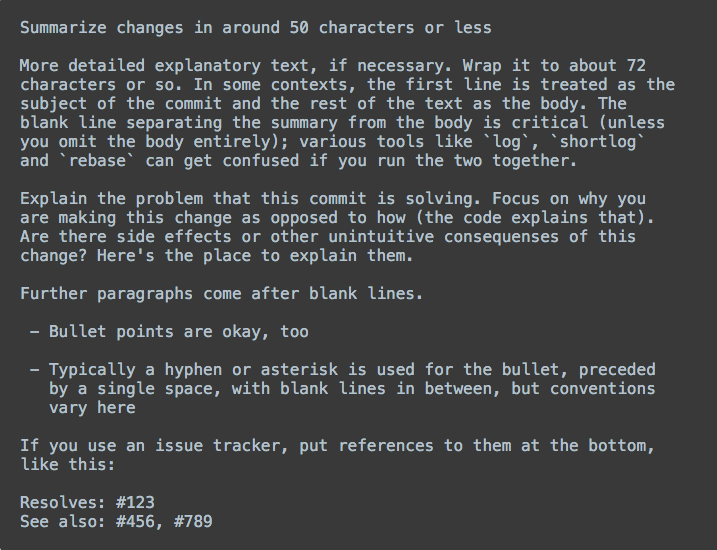 Summarize changes in around 50 characters or less
More detailed explanatory text, if necessary. Wrap it to about 72
characters or so. In some contexts, the first line is treated as the
subject of the commit and the rest of the text as the body. The
blank line separating the summary from the body is critical (unless
you omit the body entirely); various tools like `log`, `shortlog`
and `rebase` can get confused if you run the two together.
Explain the problem that this commit is solving. Focus on why you
are making this change as opposed to how (the code explains that).
Are there side effects or other unintuitive consequenses of this
change? Here's the place to explain them.
Further paragraphs come after blank lines.
- Bullet points are okay, too
- Typically a hyphen or asterisk is used for the bullet, preceded
by a single space, with blank lines in between, but conventions
vary here
If you use an issue tracker, put references to them at the bottom,
like this:
Resolves: #123
See also: #456, #789